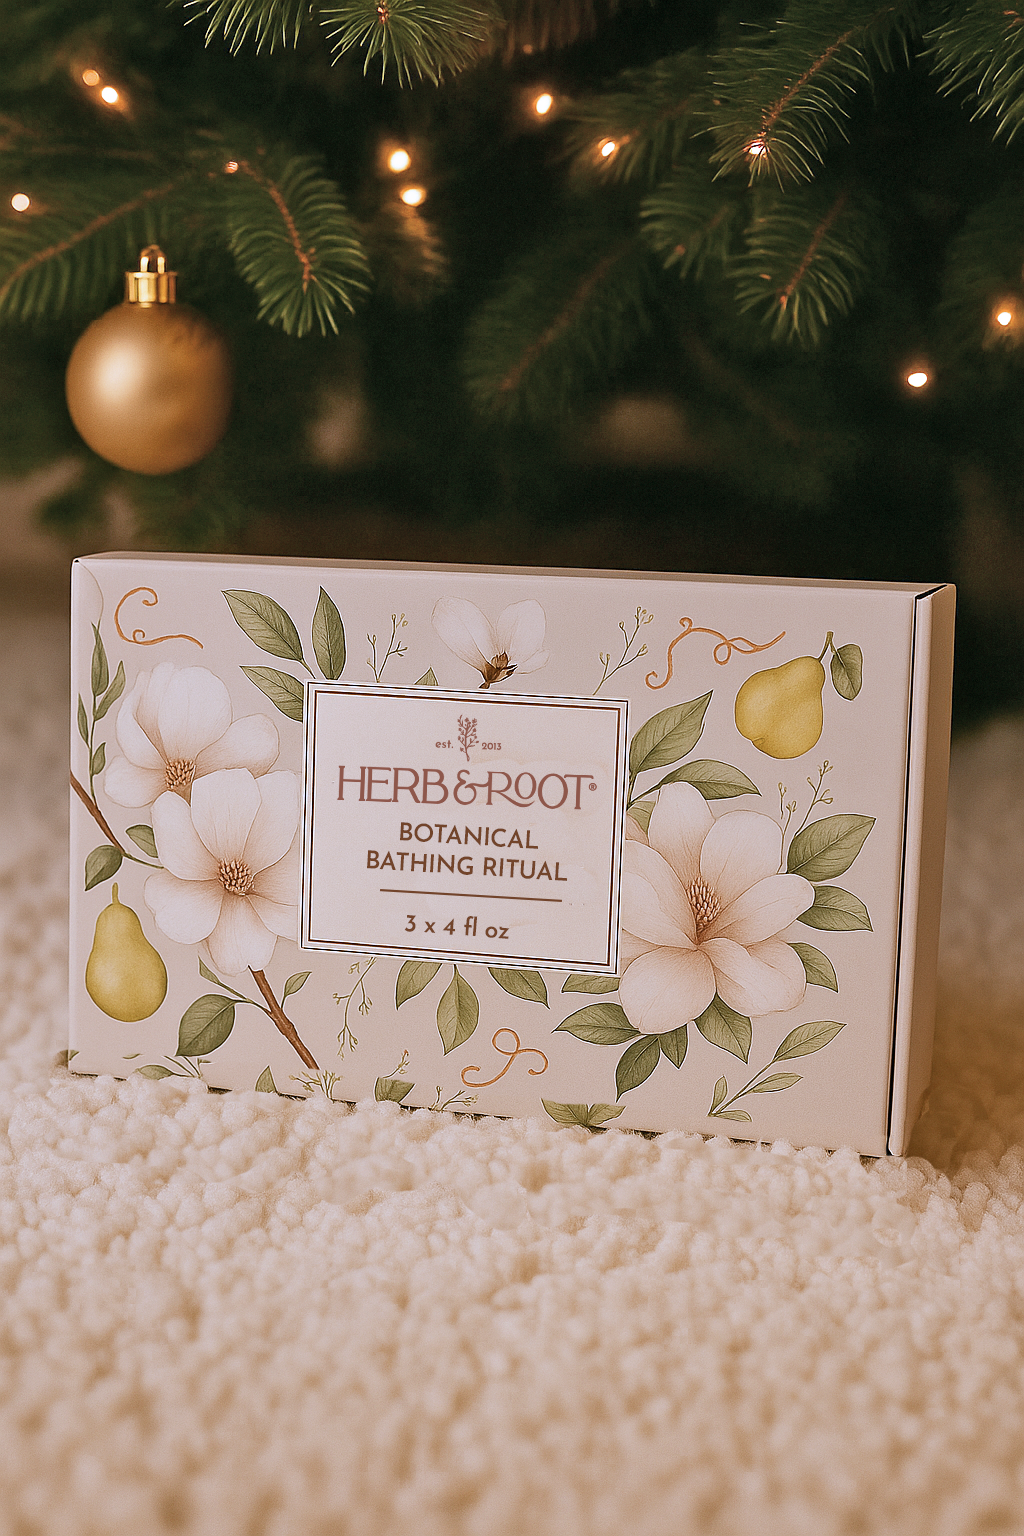 est. 2013
HERB&ROOT®
BOTANICAL
BATHING RITUAL
3 x 4 fl oz